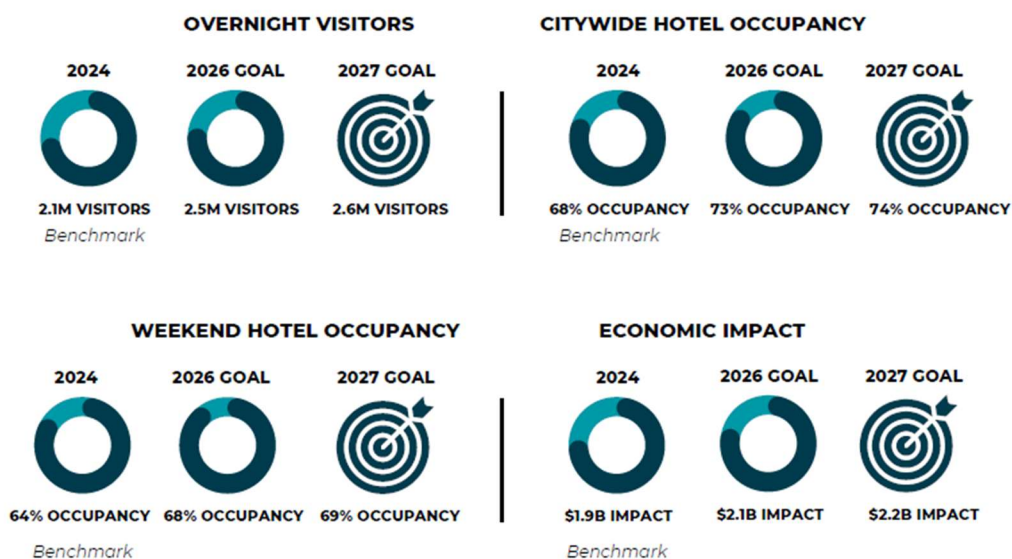 OVERNIGHT VISITORS
2024 2026 GOAL 2027 GOAL
2.1M VISITORS 2.5M VISITORS 2.6M VISITORS
Benchmark
CITYWIDE HOTEL OCCUPANCY
2024 2026 GOAL 2027 GOAL
68% OCCUPANCY 73% OCCUPANCY 74% OCCUPANCY
Benchmark
WEEKEND HOTEL OCCUPANCY
2024 2026 GOAL 2027 GOAL
64% OCCUPANCY 68% OCCUPANCY 69% OCCUPANCY
Benchmark
ECONOMIC IMPACT
2024 2026 GOAL 2027 GOAL
$1.9B IMPACT $2.1B IMPACT $2.2B IMPACT
Benchmark